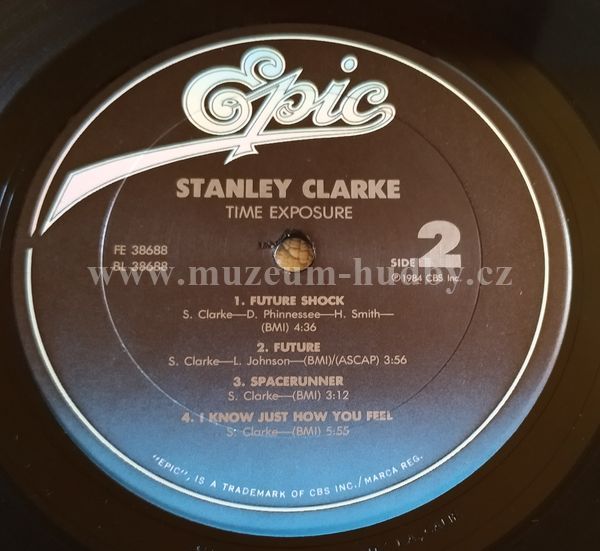 Epic
STANLEY CLARKE
TIME EXPOSURE
FE 38688
BL 38688
SIDE 2
℗ 1984 CBS Inc.
www.muzeum-hudby.cz
1. FUTURE SHOCK
S. Clarke—D. Phinnessee—H. Smith—
(BMI) 4:36
2. FUTURE
S. Clarke—L. Johnson—(BMI)/(ASCAP) 3:56
3. SPACERUNNER
S. Clarke—(BMI) 3:12
4. I KNOW JUST HOW YOU FEEL
S. Clarke—(BMI) 5:55
"EPIC", IS A TRADEMARK OF CBS INC./MARCA REG.